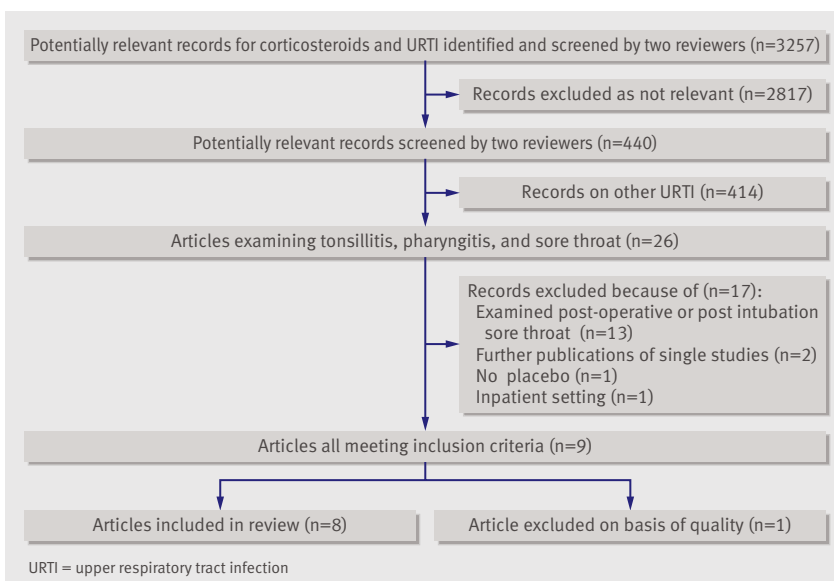 Potentially relevant records for corticosteroids and URTI identified and screened by two reviewers (n=3257)
Records excluded as not relevant (n=2817)
Potentially relevant records screened by two reviewers (n=440)
Records on other URTI (n=414)
Articles examining tonsillitis, pharyngitis, and sore throat (n=26)
Records excluded because of (n=17):
Examined post-operative or post intubation
sore throat (n=13)
Further publications of single studies (n=2)
No placebo (n=1)
Inpatient setting (n=1)
Articles all meeting inclusion criteria (n=9)
Articles included in review (n=8)
Article excluded on basis of quality (n=1)
URTI = upper respiratory tract infection